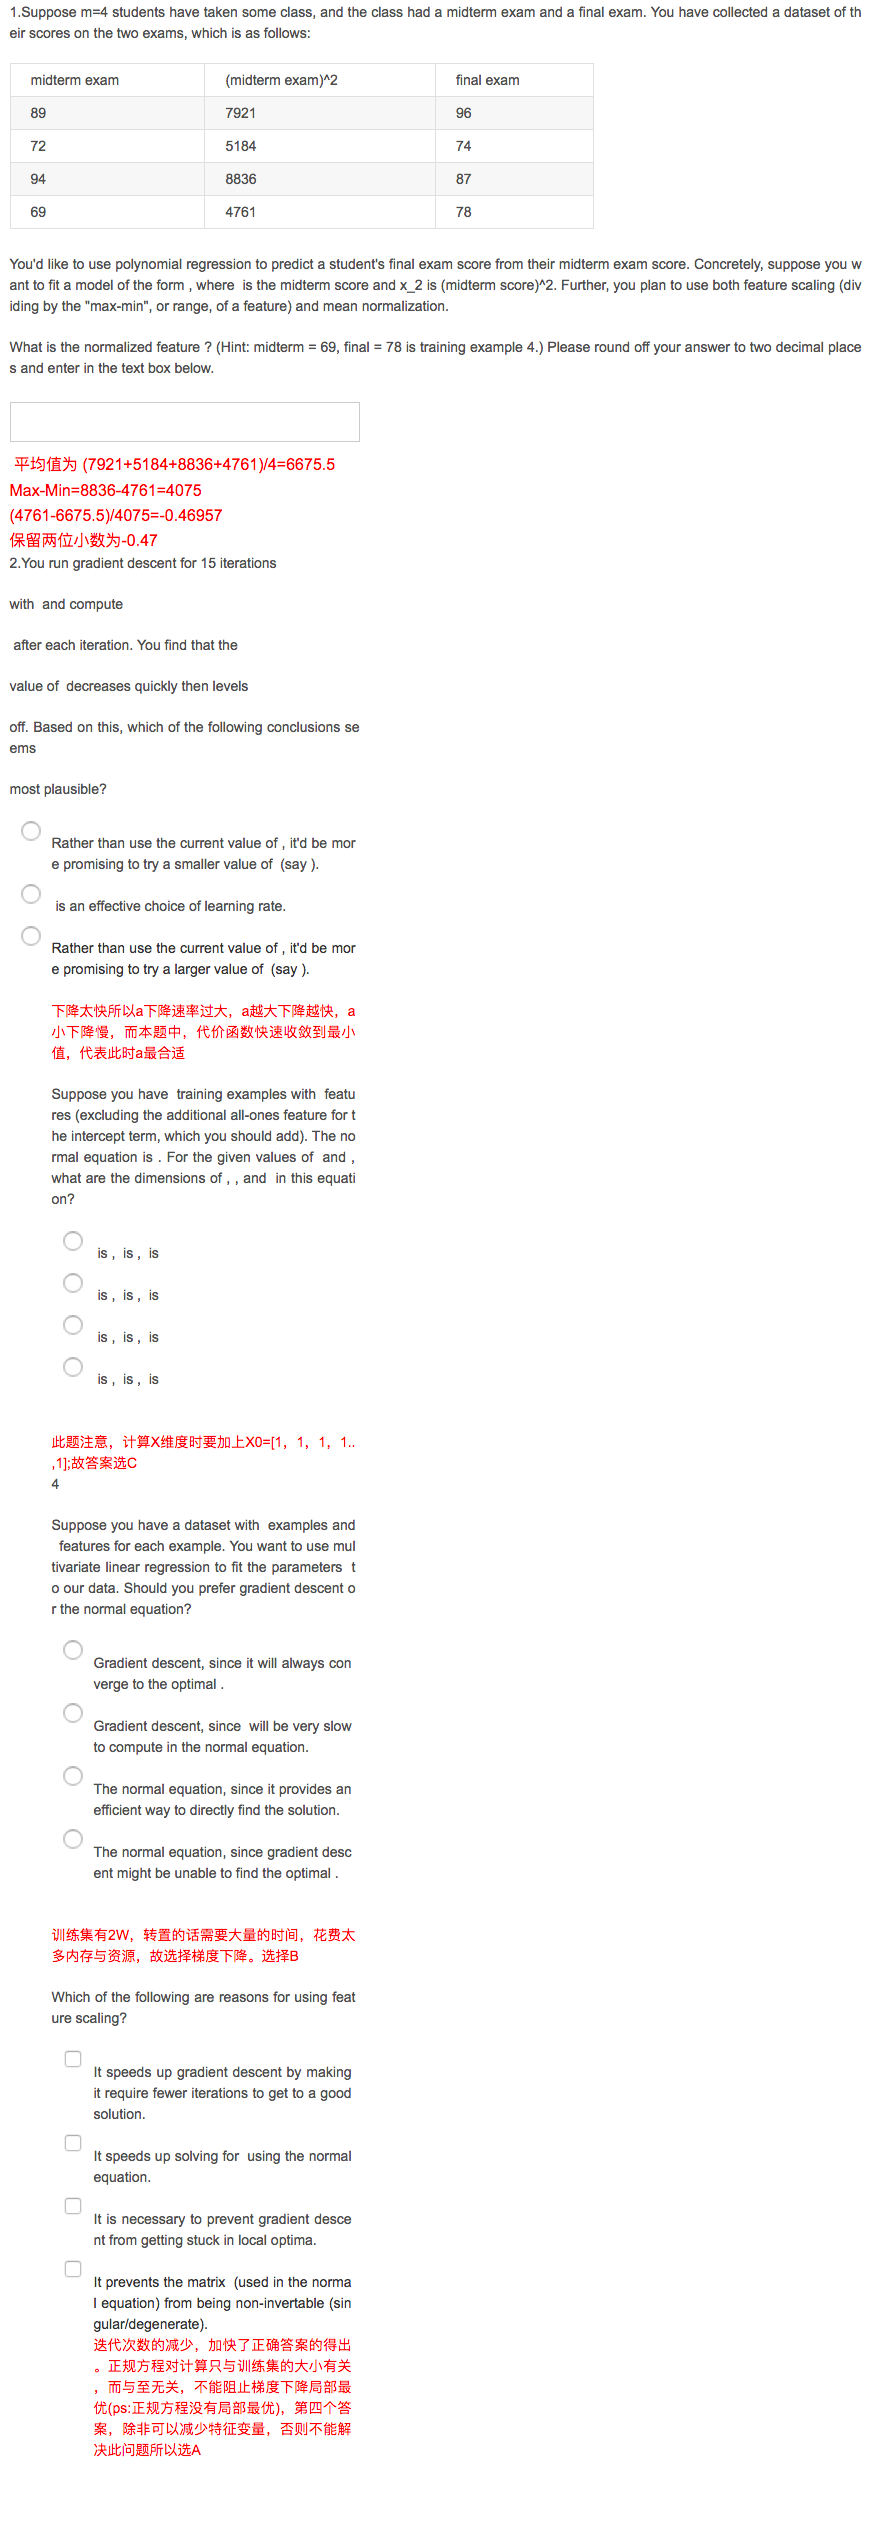 1.Suppose m=4 students have taken some class, and the class had a midterm exam and a final exam. You have collected a dataset of th
eir scores on the two exams, which is as follows:
midterm exam (midterm exam)^2 final exam
89 7921 96
72 5184 74
94 8836 87
69 4761 78
You'd like to use polynomial regression to predict a student's final exam score from their midterm exam score. Concretely, suppose you w
ant to fit a model of the form , where  is the midterm score and x_2 is (midterm score)^2. Further, you plan to use both feature scaling (div
iding by the "max-min", or range, of a feature) and mean normalization.
What is the normalized feature ? (Hint: midterm = 69, final = 78 is training example 4.) Please round off your answer to two decimal place
s and enter in the text box below.
平均值为 (7921+5184+8836+4761)/4=6675.5
Max-Min=8836-4761=4075
(4761-6675.5)/4075=-0.46957
保留两位小数为-0.47
2.You run gradient descent for 15 iterations
with  and compute
after each iteration. You find that the
value of  decreases quickly then levels
off. Based on this, which of the following conclusions se
ems
most plausible?
Rather than use the current value of , it'd be mor
e promising to try a smaller value of  (say ).
is an effective choice of learning rate.
Rather than use the current value of , it'd be mor
e promising to try a larger value of  (say ).
下降太快所以a下降速率过大，a越大下降越快，a
小下降慢，而本题中，代价函数快速收敛到最小
值，代表此时a最合适
Suppose you have  training examples with  featu
res (excluding the additional all-ones feature for t
he intercept term, which you should add). The no
rmal equation is . For the given values of  and ,
what are the dimensions of , , and  in this equati
on?
is ,  is ,  is
is ,  is ,  is
is ,  is ,  is
is ,  is ,  is
此题注意，计算X维度时要加上X0=[1，1，1，1..
,1];故答案选C
4
Suppose you have a dataset with  examples and
features for each example. You want to use mul
tivariate linear regression to fit the parameters  t
o our data. Should you prefer gradient descent o
r the normal equation?
Gradient descent, since it will always con
verge to the optimal .
Gradient descent, since  will be very slow
to compute in the normal equation.
The normal equation, since it provides an
efficient way to directly find the solution.
The normal equation, since gradient desc
ent might be unable to find the optimal .
训练集有2W，转置的话需要大量的时间，花费太
多内存与资源，故选择梯度下降。选择B
Which of the following are reasons for using feat
ure scaling?
It speeds up gradient descent by making
it require fewer iterations to get to a good
solution.
It speeds up solving for  using the normal
equation.
It is necessary to prevent gradient desce
nt from getting stuck in local optima.
It prevents the matrix  (used in the norma
l equation) from being non-invertable (sin
gular/degenerate).
迭代次数的减少，加快了正确答案的得出
。正规方程对计算只与训练集的大小有关
，而与至无关，不能阻止梯度下降局部最
优(ps:正规方程没有局部最优)，第四个答
案，除非可以减少特征变量，否则不能解
决此问题所以选A